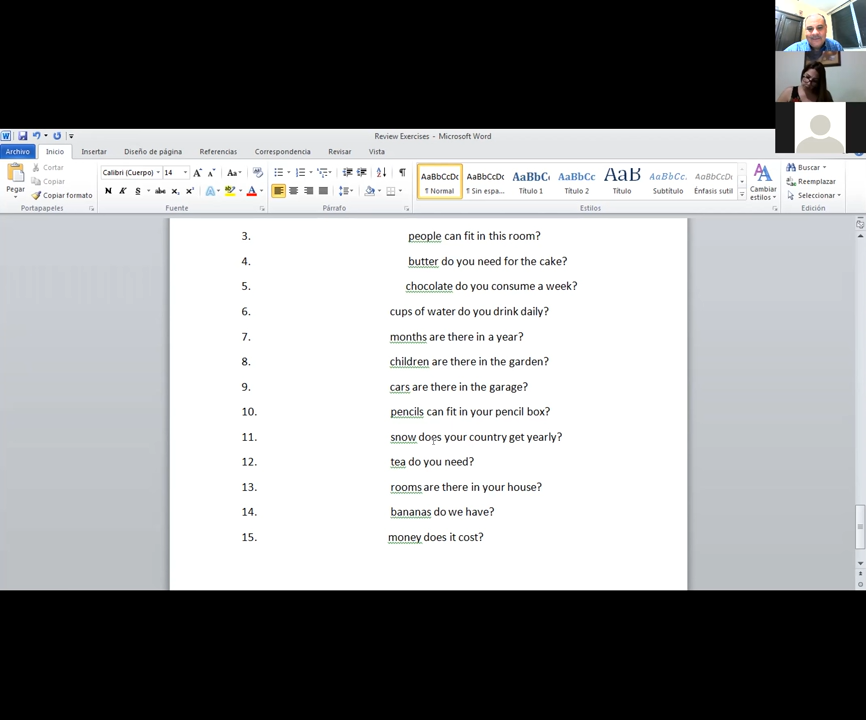 Review Exercises - Microsoft Word
Archivo Inicio Insertar Diseño de página Referencias Correspondencia Revisar Vista
Pegar
Cortar
Copiar
Copiar formato
Portapapeles
Calibri (Cuerpo) 14
Fuente
Párrafo
AaBbCcDc ¶ Normal
AaBbCcDc ¶ Sin espa...
AaBbC Título 1
AaBbCc Título 2
AaB Título
AaBbCc. Subtítulo
AaBbCcDc Énfasis sutil
Cambiar estilos
Estilos
Buscar
Reemplazar
Seleccionar
Edición
3. people can fit in this room?
4. butter do you need for the cake?
5. chocolate do you consume a week?
6. cups of water do you drink daily?
7. months are there in a year?
8. children are there in the garden?
9. cars are there in the garage?
10. pencils can fit in your pencil box?
11. snow does your country get yearly?
12. tea do you need?
13. rooms are there in your house?
14. bananas do we have?
15. money does it cost?